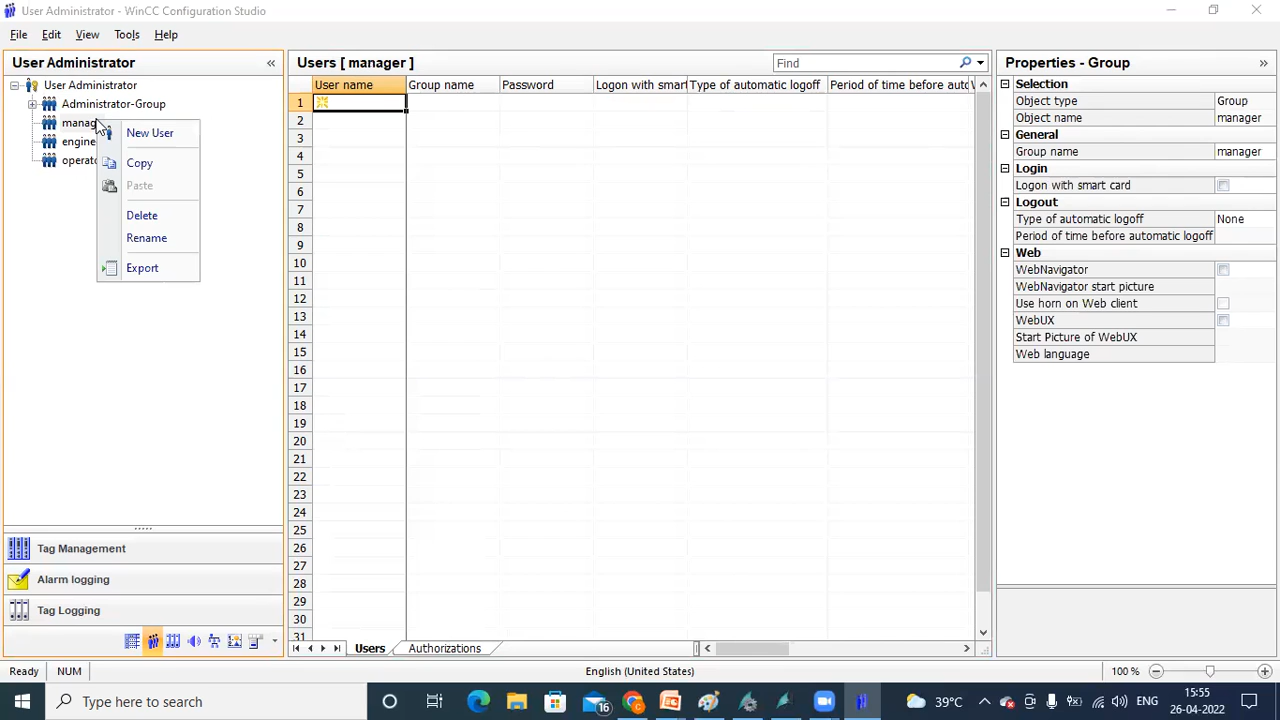 User Administrator - WinCC Configuration Studio
File Edit View Tools Help
User Administrator «
User Administrator
Administrator-Group
manag
engine
operato
New User
Copy
Paste
Delete
Rename
Export
Tag Management
Alarm logging
Tag Logging
Users [ manager ]
Find
User name Group name Password Logon with smart Type of automatic logoff Period of time before auto
1
2
3
4
5
6
7
8
9
10
11
12
13
14
15
16
17
18
19
20
21
22
23
24
25
26
27
28
29
30
31
Users Authorizations
Properties - Group »
Selection
Object type Group
Object name manager
General
Group name manager
Login
Logon with smart card
Logout
Type of automatic logoff None
Period of time before automatic logoff
Web
WebNavigator
WebNavigator start picture
Use horn on Web client
WebUX
Start Picture of WebUX
Web language
Ready NUM English (United States) 100 %
Type here to search 16 39°C ENG 15:55
26-04-2022